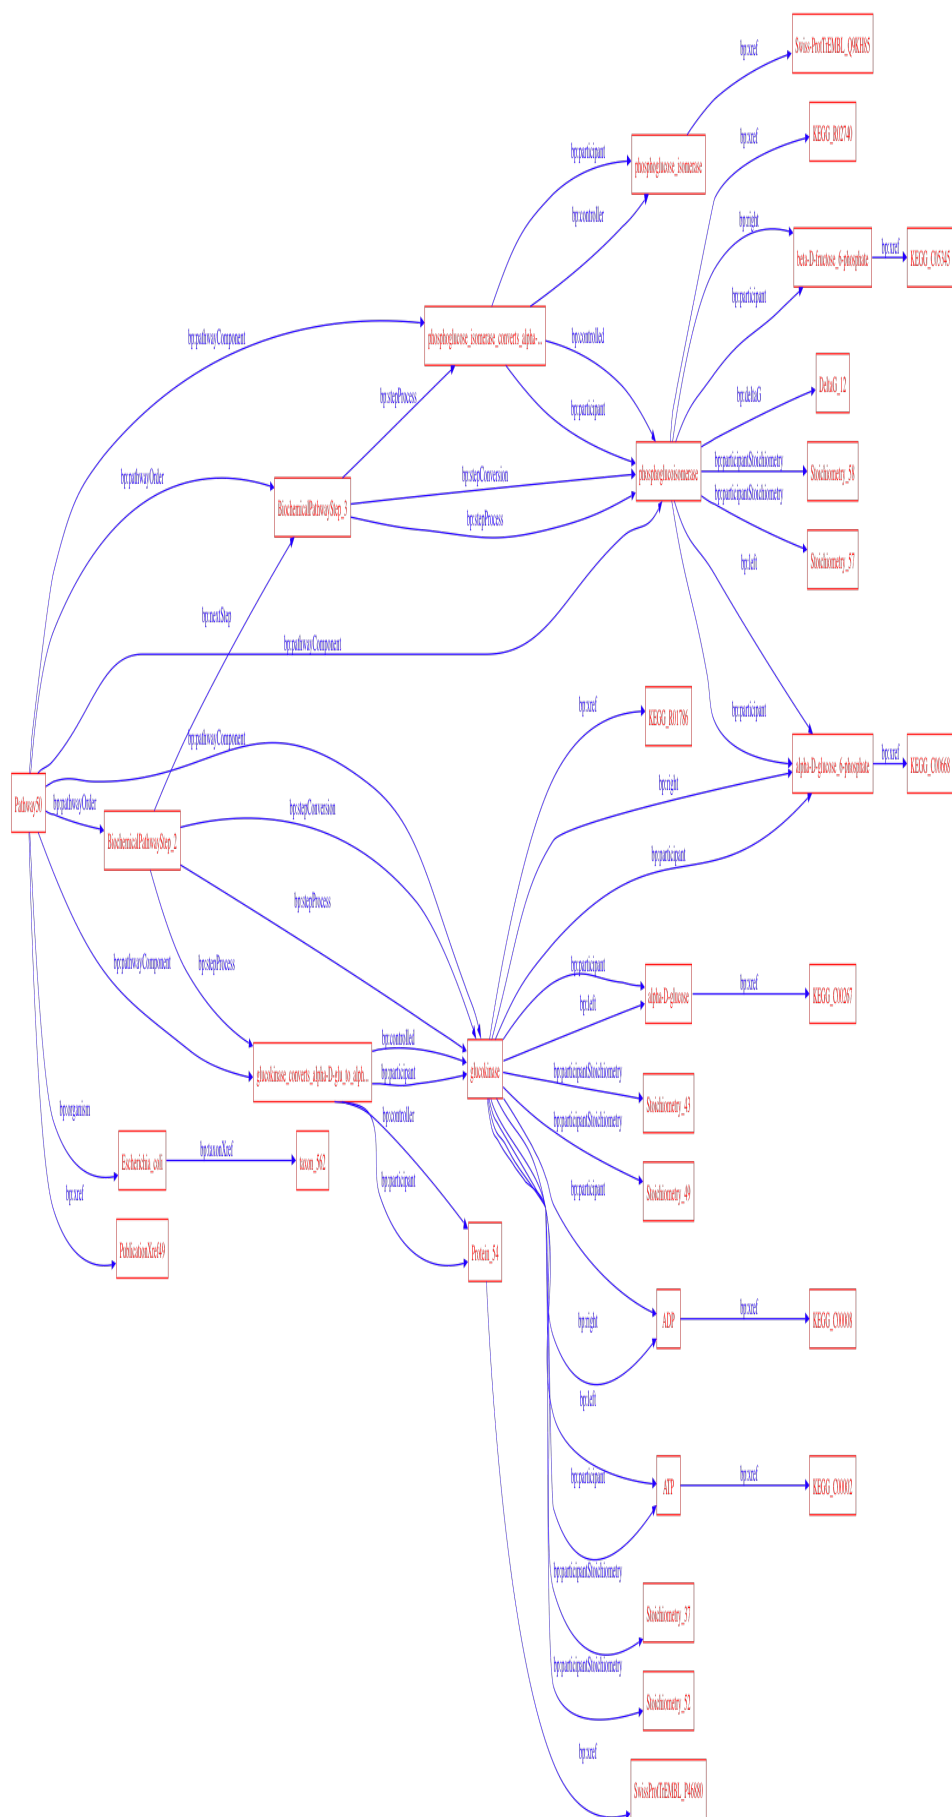 Swiss-ProtTrEMBL_Q9KH85
bp:xref
KEGG_R02740
bp:xref
bp:participant
phosphoglucose_isomerase
bp:controller
bp:right
beta-D-fructose_6-phosphate
bp:xref
KEGG_C05345
bp:participant
bp:pathwayComponent
phosphoglucose_isomerase_converts_alpha-...
bp:controlled
bp:deltaG
DeltaG_12
bp:stepProcess
bp:participant
bp:pathwayOrder
BiochemicalPathwayStep_3
bp:stepConversion
phosphoglucoisomerase
bp:participantStoichiometry
Stoichiometry_58
bp:participantStoichiometry
bp:stepProcess
Stoichiometry_57
bp:left
bp:nextStep
bp:pathwayComponent
bp:xref
KEGG_R01786
bp:participant
bp:pathwayComponent
alpha-D-glucose_6-phosphate
bp:xref
KEGG_C00668
bp:right
Pathway50
bp:pathwayOrder
BiochemicalPathwayStep_2
bp:stepConversion
bp:participant
bp:stepProcess
bp:pathwayComponent
bp:stepProcess
bp:participant
alpha-D-glucose
bp:xref
KEGG_C00267
bp:left
bp:controlled
glucokinase_converts_alpha-D-glu_to_alph...
bp:participant
glucokinase
bp:participantStoichiometry
Stoichiometry_43
bp:organism
bp:controller
bp:participantStoichiometry
Escherichia_coli
bp:taxonXref
taxon_562
bp:participant
bp:participant
Stoichiometry_49
bp:xref
PublicationXref49
Protein_54
bp:right
ADP
bp:xref
KEGG_C00008
bp:left
bp:participant
ATP
bp:xref
KEGG_C00002
bp:participantStoichiometry
Stoichiometry_37
bp:participantStoichiometry
Stoichiometry_52
bp:xref
SwissProtTrEMBL_P46880